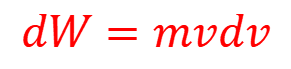 dW = mvdv